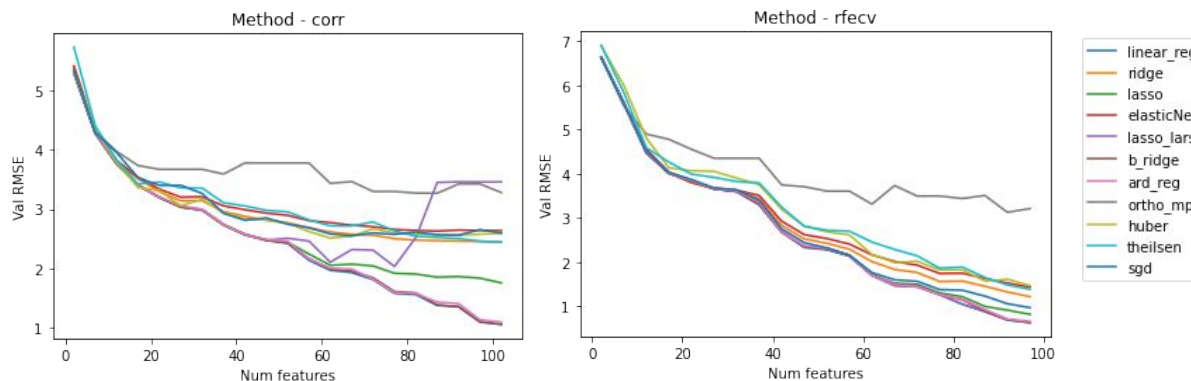 Method - corr
Val RMSE
5
4
3
2
1
0 20 40 60 80 100
Num features
Method - rfecv
Val RMSE
7
6
5
4
3
2
1
0 20 40 60 80 100
Num features
linear_reg
ridge
lasso
elasticNe
lasso_lars
b_ridge
ard_reg
ortho_mp
huber
theilsen
sgd